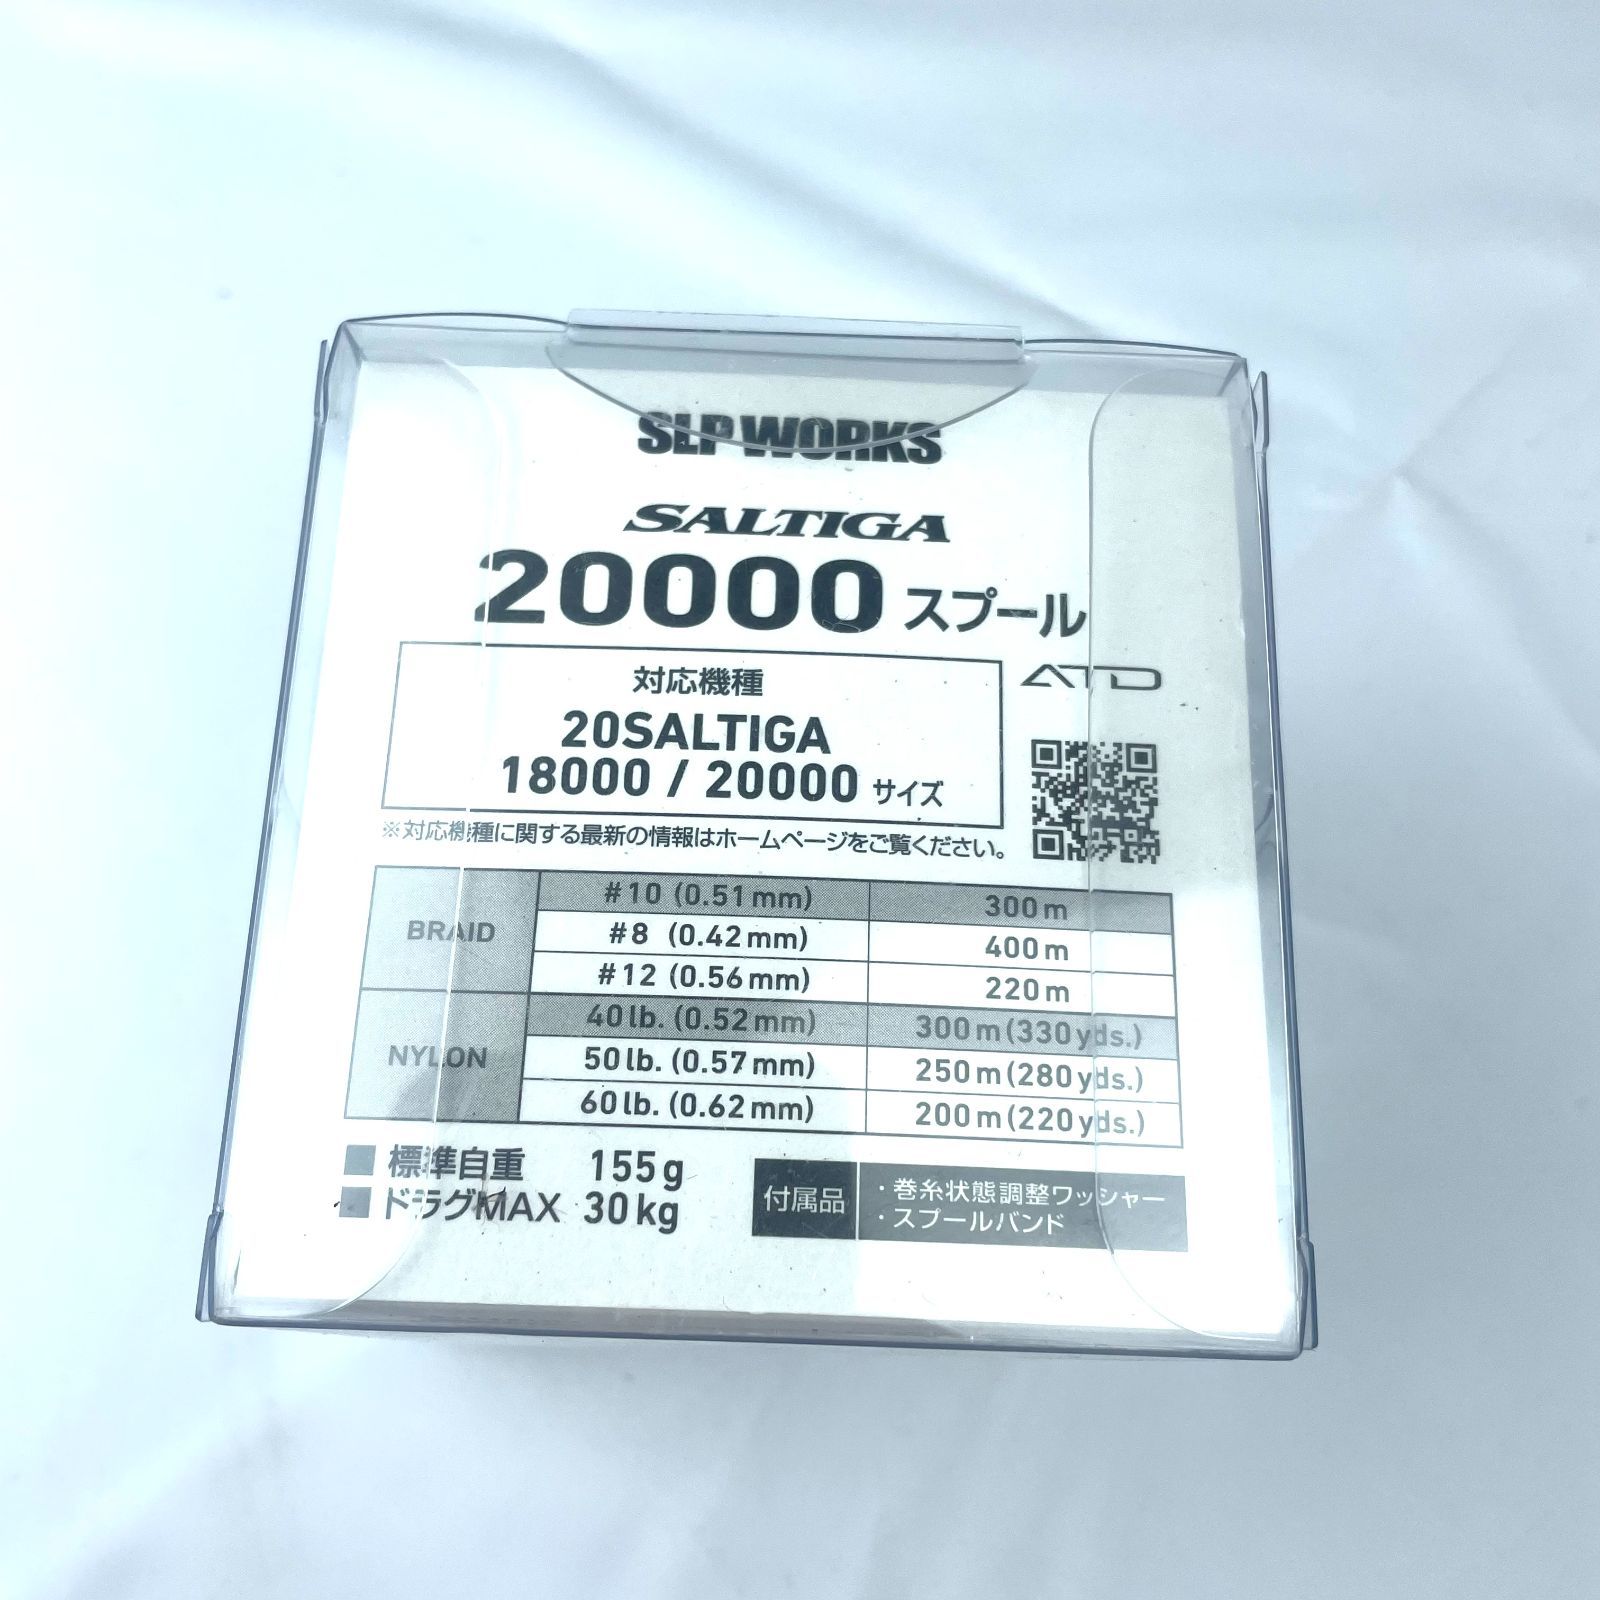 SLP WORKS
SALTIGA
20000 スプール
対応機種
20SALTIGA
18000 / 20000 サイズ
ATD
※対応機種に関する最新の情報はホームページをご覧ください。
BRAID
#10 (0.51mm) 300m
#8 (0.42mm) 400m
#12 (0.56mm) 220m
NYLON
40lb. (0.52mm) 300m(330yds.)
50lb. (0.57mm) 250m(280yds.)
60lb. (0.62mm) 200m(220yds.)
■ 標準自重 155g
■ ドラグMAX 30kg
付属品
・巻糸状態調整ワッシャー
・スプールバンド